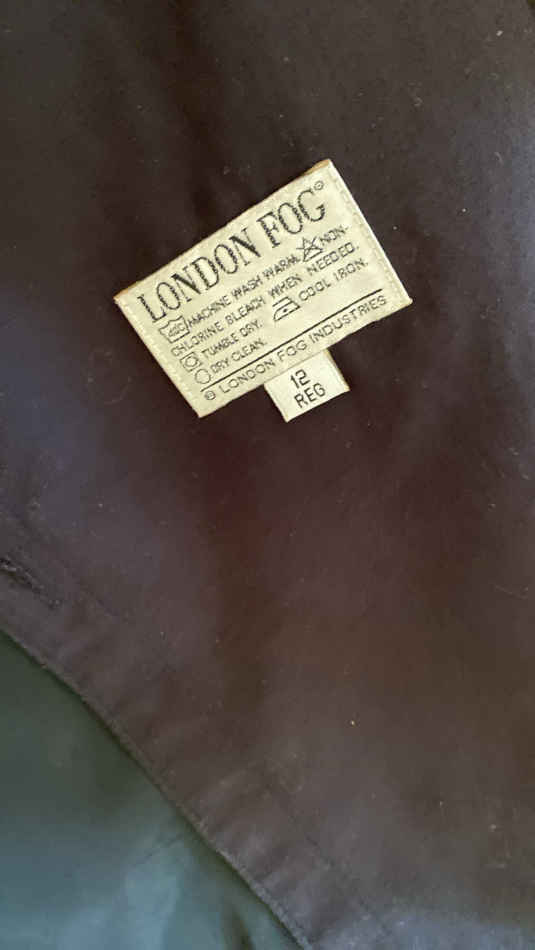 LONDON FOG®
MACHINE WASH WARM. NON-
CHLORINE BLEACH WHEN NEEDED.
TUMBLE DRY. COOL IRON.
DRY CLEAN.
© LONDON FOG INDUSTRIES
12
REG